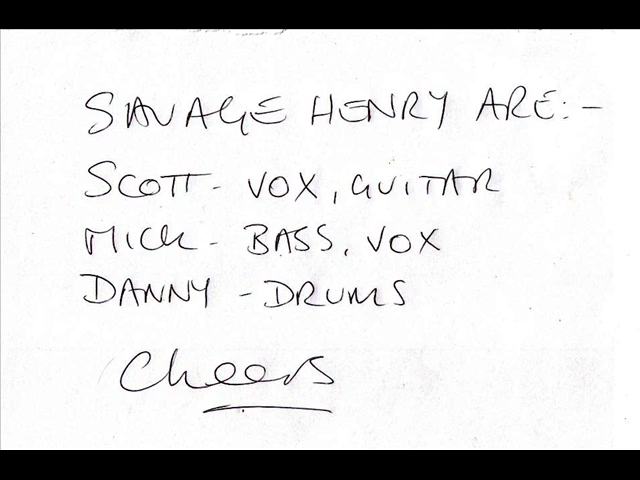 SAVAGE HENRY ARE:-
SCOTT - VOX, GUITAR
MICK - BASS, VOX
DANNY - DRUMS
Cheers